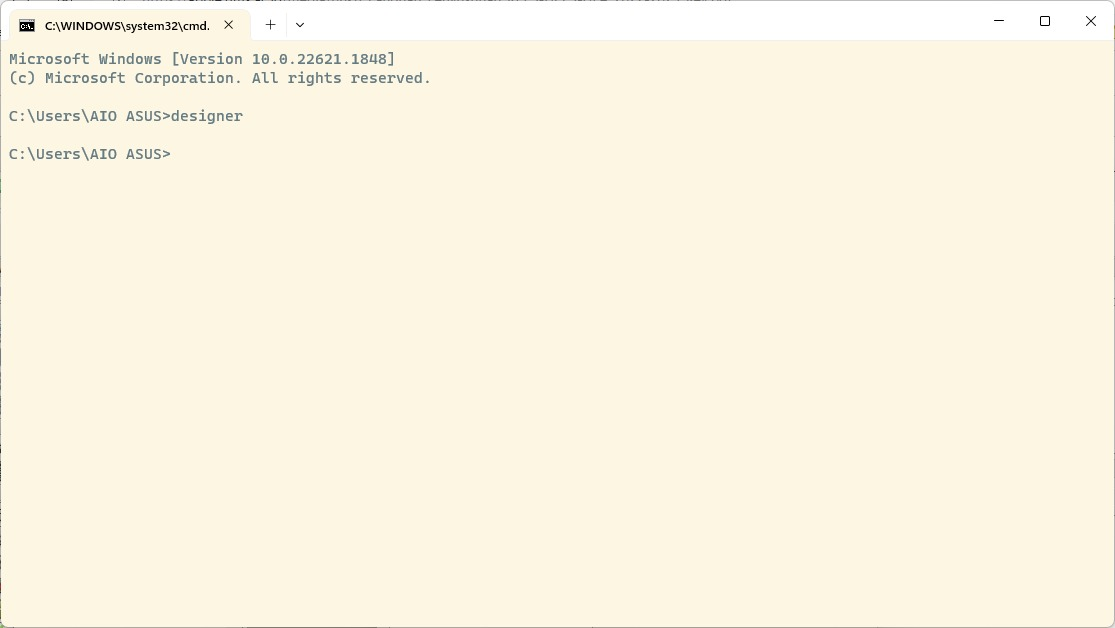 C:\WINDOWS\system32\cmd.
Microsoft Windows [Version 10.0.22621.1848]
(c) Microsoft Corporation. All rights reserved.
C:\Users\AIO ASUS>designer
C:\Users\AIO ASUS>